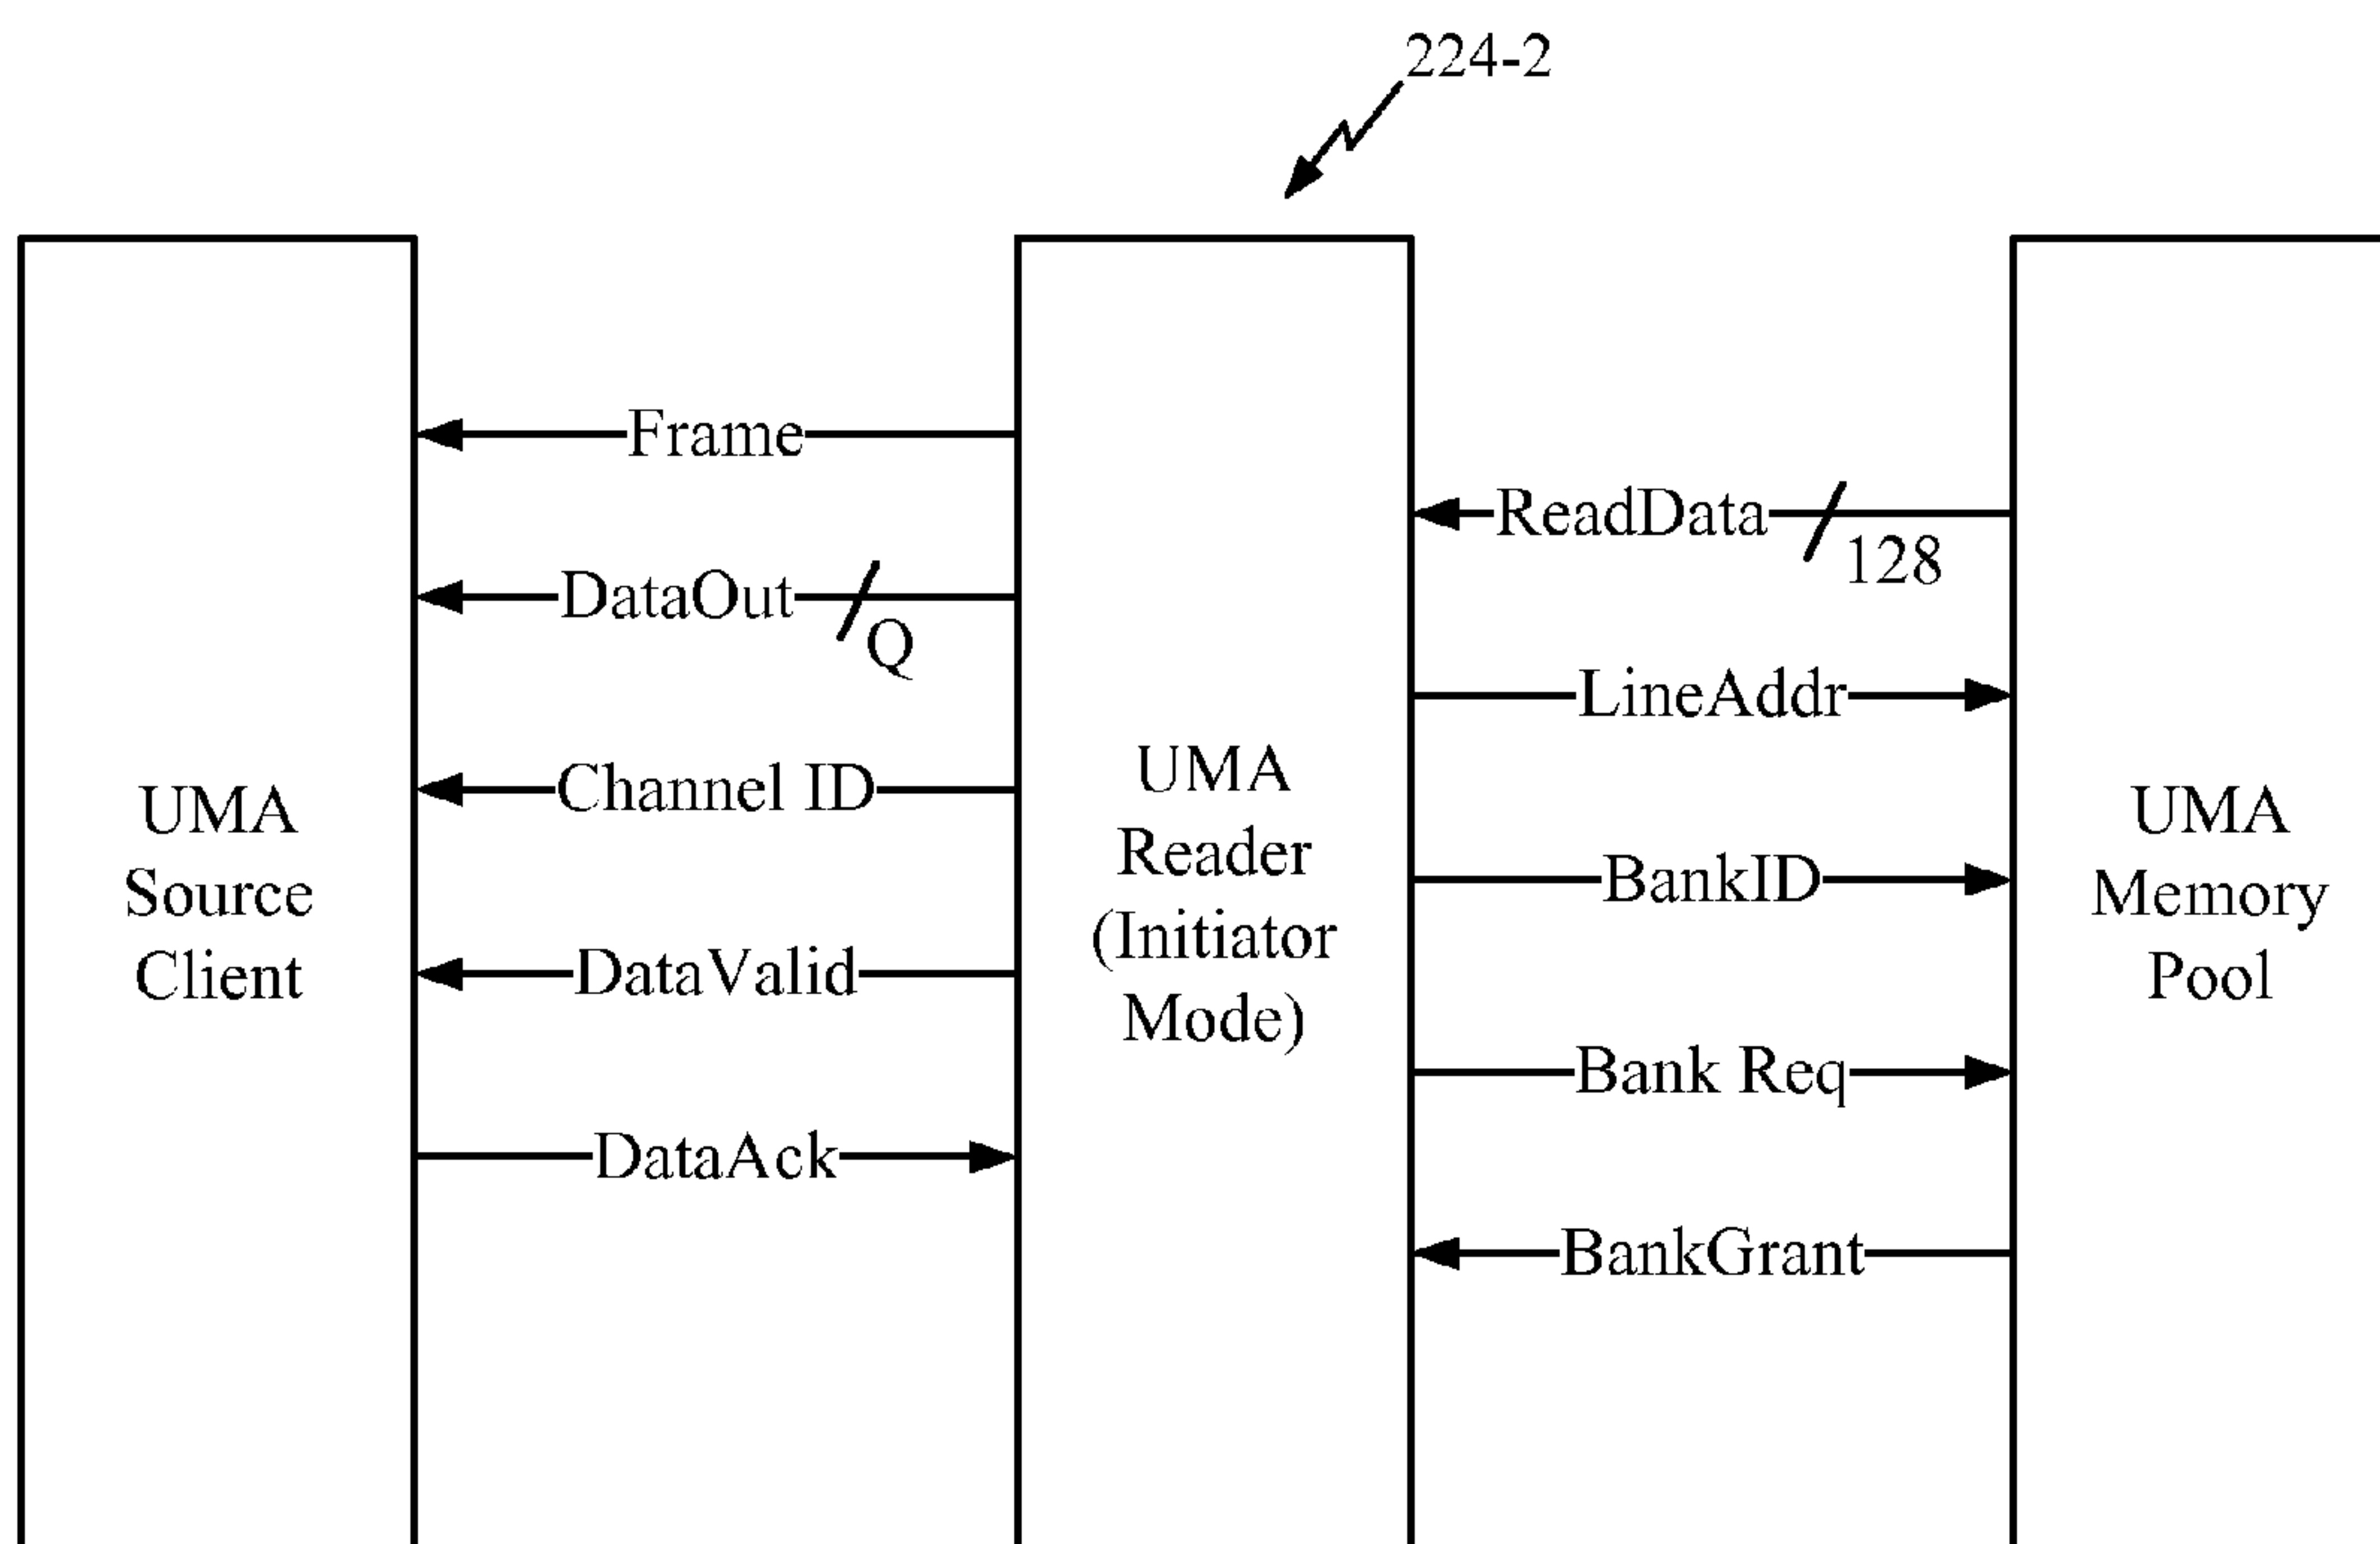 224-2
UMA
Source
Client
Frame
DataOut
Q
Channel ID
DataValid
DataAck
UMA
Reader
(Initiator
Mode)
ReadData
128
LineAddr
BankID
Bank Req
BankGrant
UMA
Memory
Pool